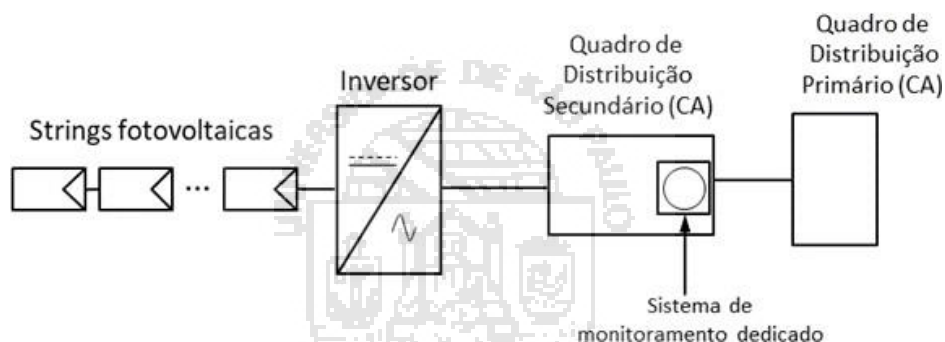 Strings fotovoltaicas
Inversor
Quadro de
Distribuição
Secundário (CA)
Quadro de
Distribuição
Primário (CA)
...
Sistema de
monitoramento dedicado